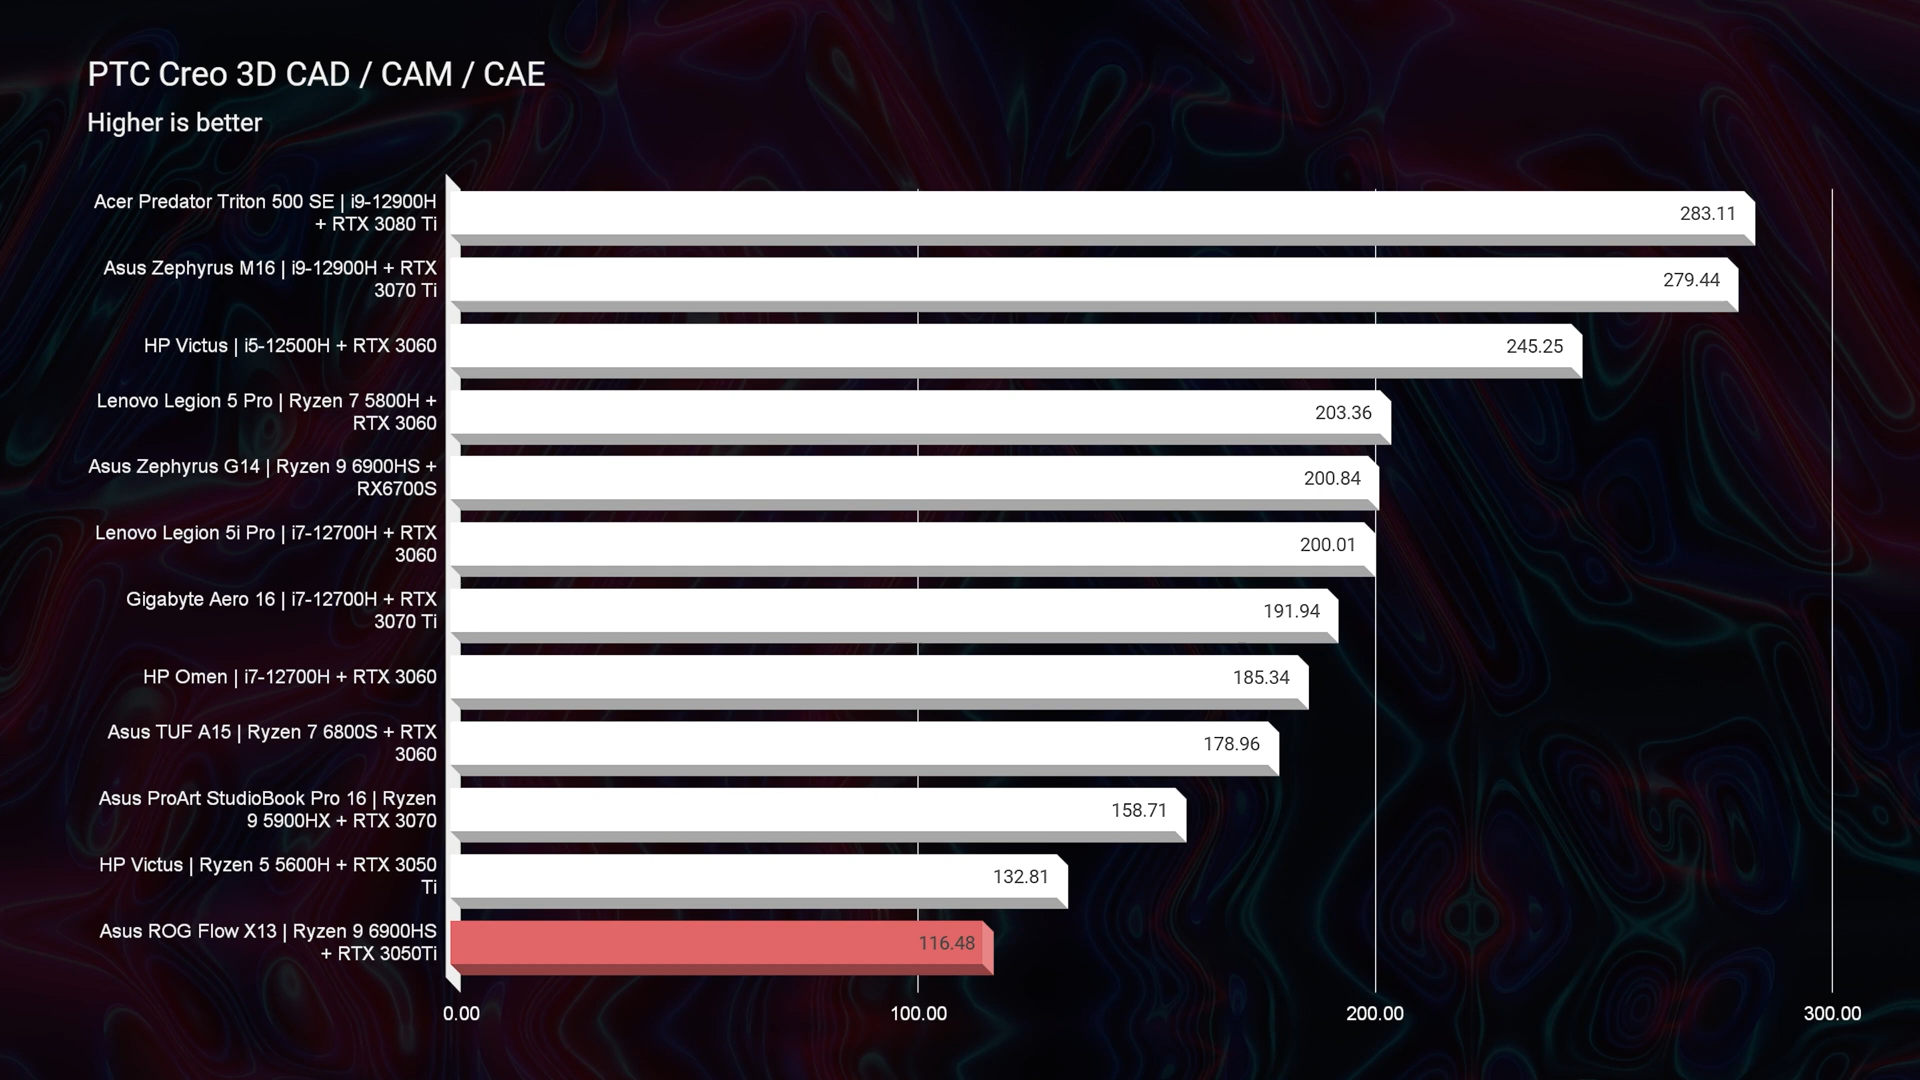 PTC Creo 3D CAD / CAM / CAE
Higher is better
Acer Predator Triton 500 SE | i9-12900H
+ RTX 3080 Ti
283.11
Asus Zephyrus M16 | i9-12900H + RTX
3070 Ti
279.44
HP Victus | i5-12500H + RTX 3060
245.25
Lenovo Legion 5 Pro | Ryzen 7 5800H +
RTX 3060
203.36
Asus Zephyrus G14 | Ryzen 9 6900HS +
RX6700S
200.84
Lenovo Legion 5i Pro | i7-12700H + RTX
3060
200.01
Gigabyte Aero 16 | i7-12700H + RTX
3070 Ti
191.94
HP Omen | i7-12700H + RTX 3060
185.34
Asus TUF A15 | Ryzen 7 6800S + RTX
3060
178.96
Asus ProArt StudioBook Pro 16 | Ryzen
9 5900HX + RTX 3070
158.71
HP Victus | Ryzen 5 5600H + RTX 3050
Ti
132.81
Asus ROG Flow X13 | Ryzen 9 6900HS
+ RTX 3050Ti
116.48
0.00
100.00
200.00
300.00